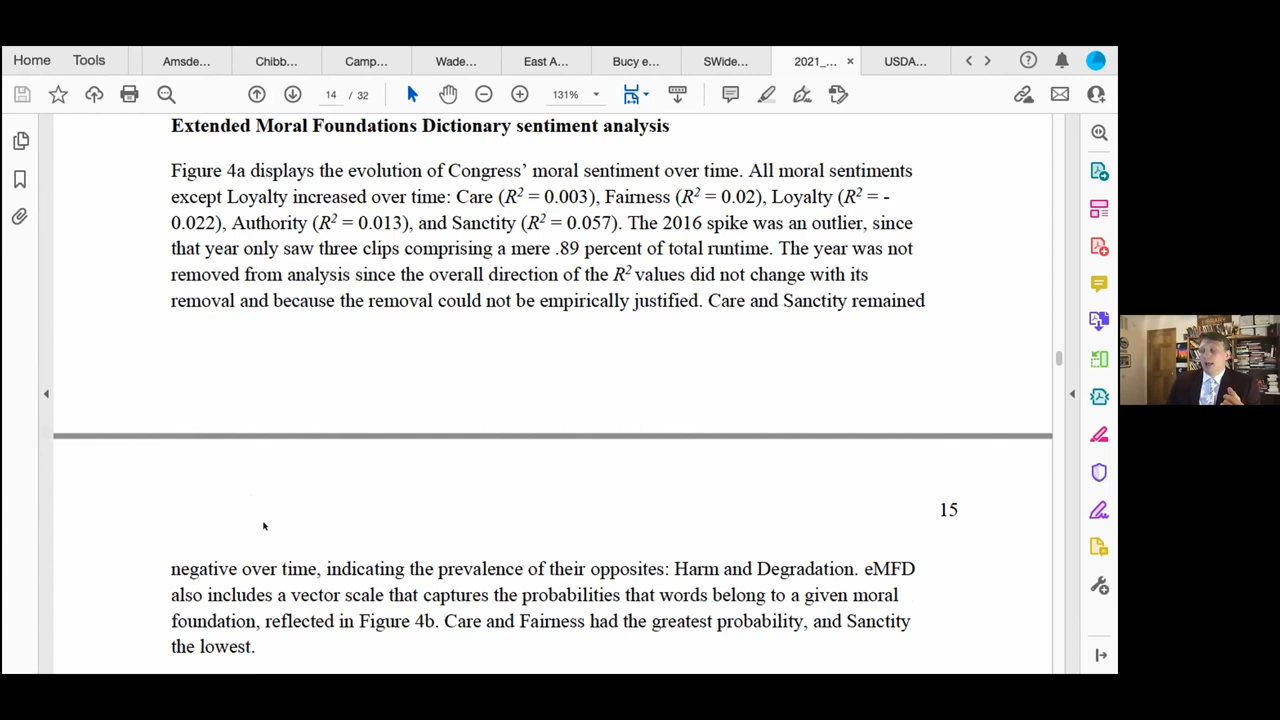 Home Tools Amsde... Chibb... Camp... Wade... East A... Bucy e... SWide... 2021_... × USDA...
14 / 32 131%
Extended Moral Foundations Dictionary sentiment analysis
Figure 4a displays the evolution of Congress’ moral sentiment over time. All moral sentiments
except Loyalty increased over time: Care (R² = 0.003), Fairness (R² = 0.02), Loyalty (R² = -
0.022), Authority (R² = 0.013), and Sanctity (R² = 0.057). The 2016 spike was an outlier, since
that year only saw three clips comprising a mere .89 percent of total runtime. The year was not
removed from analysis since the overall direction of the R² values did not change with its
removal and because the removal could not be empirically justified. Care and Sanctity remained
15
negative over time, indicating the prevalence of their opposites: Harm and Degradation. eMFD
also includes a vector scale that captures the probabilities that words belong to a given moral
foundation, reflected in Figure 4b. Care and Fairness had the greatest probability, and Sanctity
the lowest.
LIBRARY